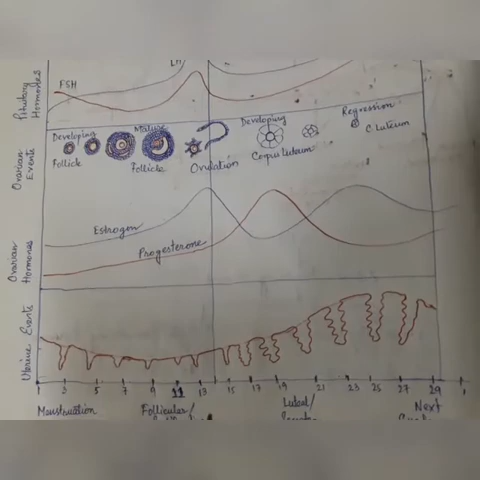 Pituitary
Hormones
FSH
LH
Ovarian
Events
Developing
Follicle
Mature
Follicle
Ovulation
Developing
Corpus Luteum
Regression
C. luteum
Ovarian
Hormones
Estrogen
Progesterone
Uterine Events
1 3 5 7 9 11 13 15 17 19 21 23 25 27 29 1
Menstruation
Follicular/
Luteal/
Next